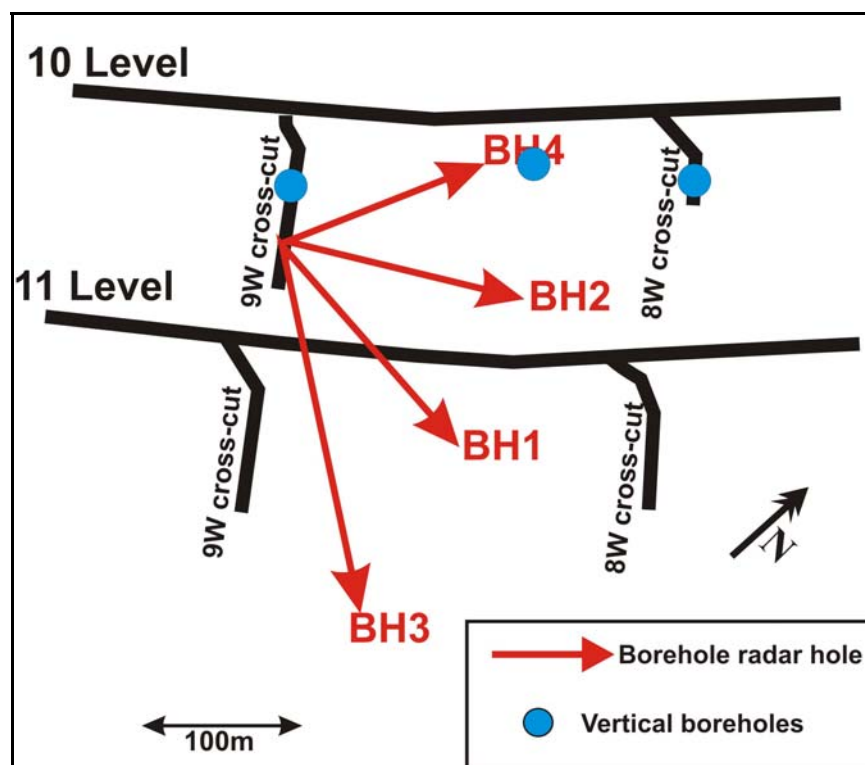 10 Level
BH4
9W cross-cut
8W cross-cut
11 Level
BH2
9W cross-cut
BH1
8W cross-cut
N
BH3
100m
Borehole radar hole
Vertical boreholes